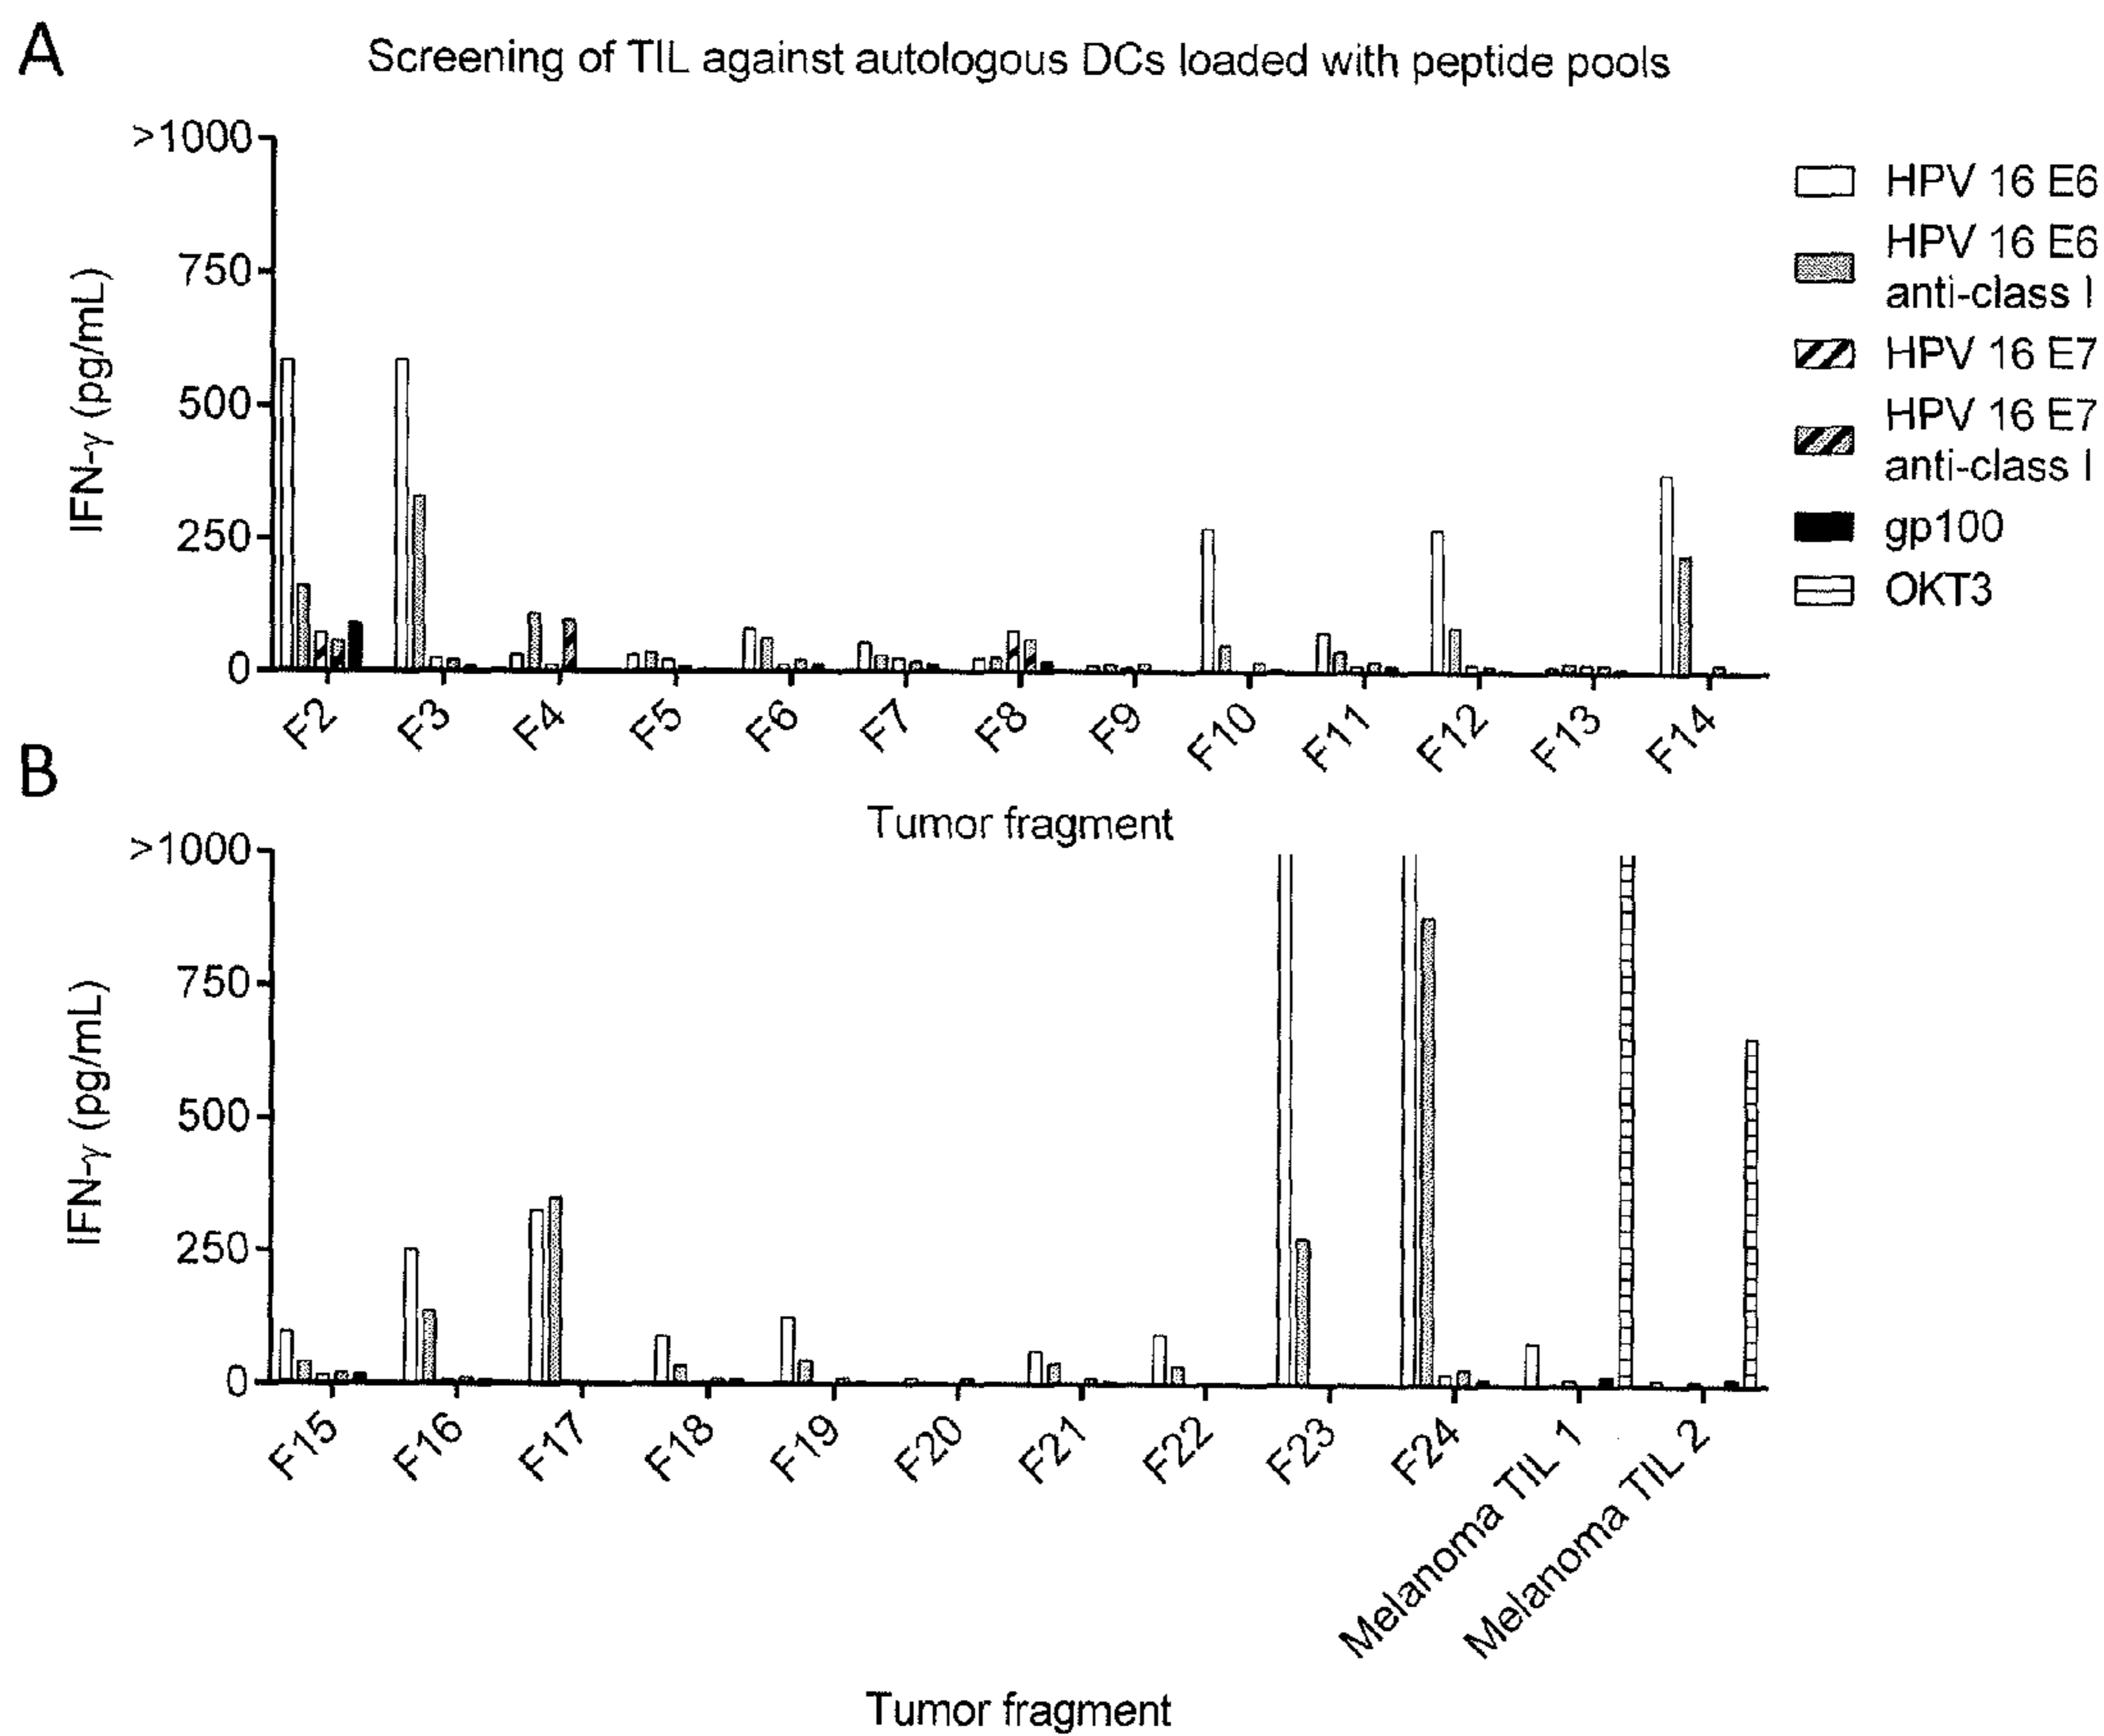 A
Screening of TIL against autologous DCs loaded with peptide pools
>1000
750
500
250
0
IFN-γ (pg/mL)
F2 F3 F4 F5 F6 F7 F8 F9 F10 F11 F12 F13 F14
Tumor fragment
HPV 16 E6
HPV 16 E6
anti-class I
HPV 16 E7
HPV 16 E7
anti-class I
gp100
OKT3
B
>1000
750
500
250
0
IFN-γ (pg/mL)
F15 F16 F17 F18 F19 F20 F21 F22 F23 F24 Melanoma TIL 1 Melanoma TIL 2
Tumor fragment